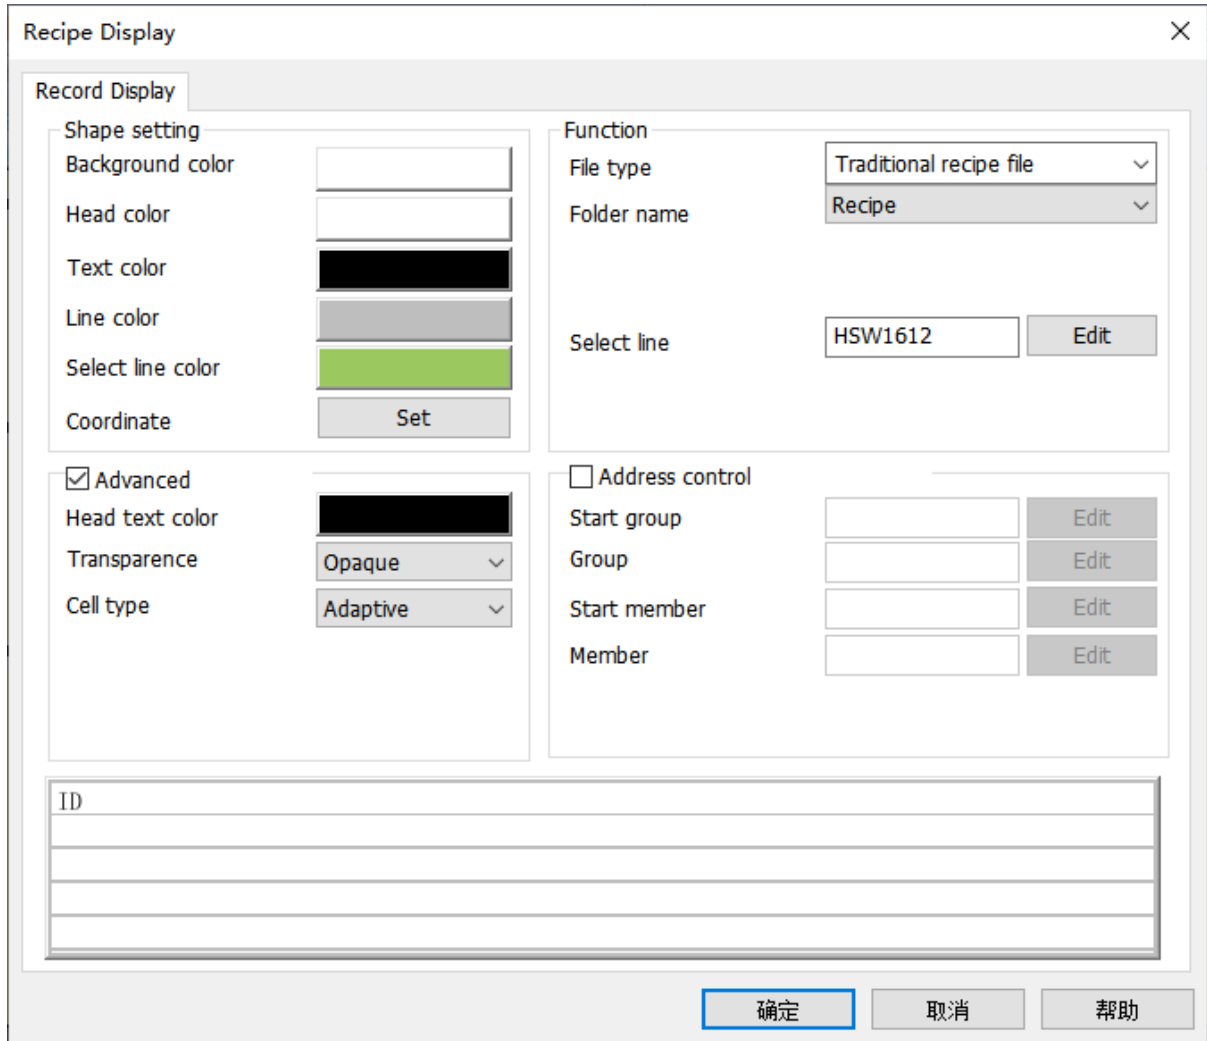 Recipe Display
Record Display
Shape setting
Background color
Head color
Text color
Line color
Select line color
Coordinate Set
Function
File type Traditional recipe file
Folder name Recipe
Select line HSW1612 Edit
Advanced
Head text color
Transparence Opaque
Cell type Adaptive
Address control
Start group Edit
Group Edit
Start member Edit
Member Edit
ID
确定 取消 帮助